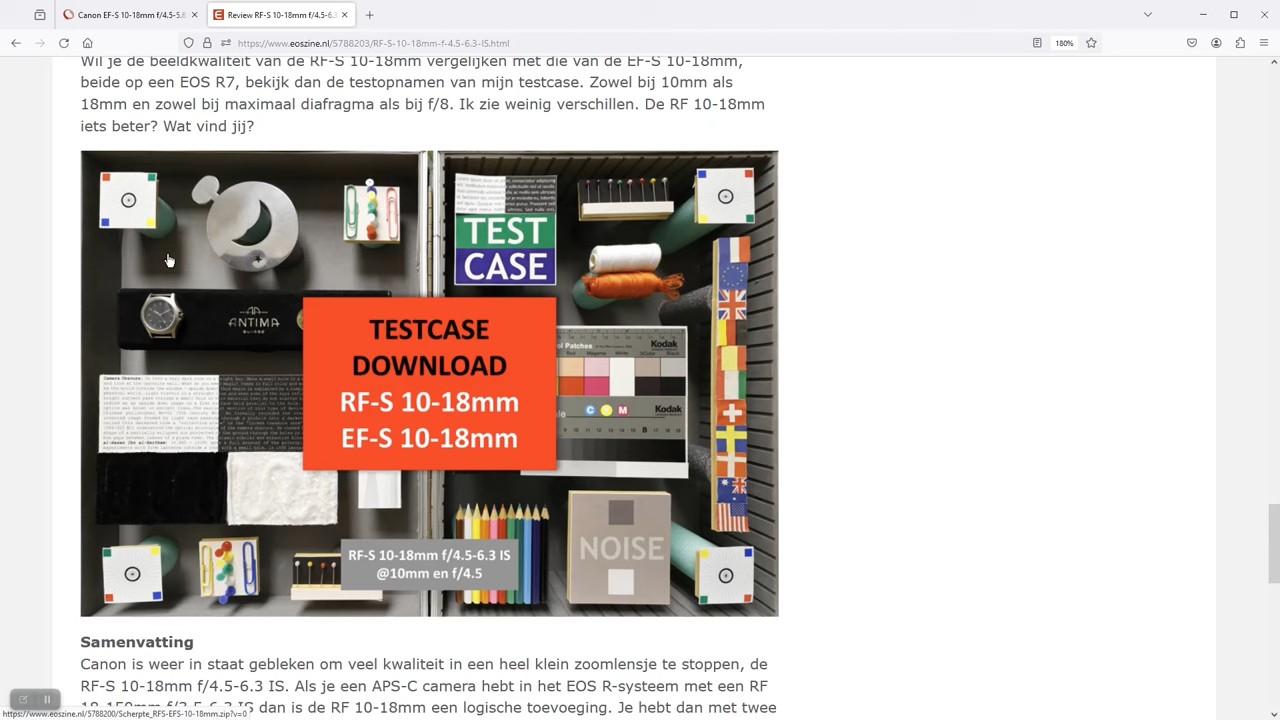 Canon EF-S 10-18mm f/4.5-5.6
Review RF-S 10-18mm f/4.5-6.3
https://www.eoszine.nl/5788203/RF-S-10-18mm-f-4.5-6.3-IS.html
180%
Wil je de beeldkwaliteit van de RF-S 10-18mm vergelijken met die van de EF-S 10-18mm,
beide op een EOS R7, bekijk dan de testopnamen van mijn testcase. Zowel bij 10mm als
18mm en zowel bij maximaal diafragma als bij f/8. Ik zie weinig verschillen. De RF 10-18mm
iets beter? Wat vind jij?
TEST
CASE
ANTIMA
TESTCASE
DOWNLOAD
RF-S 10-18mm
EF-S 10-18mm
Kodak
Red Magenta White 3/Color Black
C S M
Kodak
NOISE
RF-S 10-18mm f/4.5-6.3 IS
@10mm en f/4.5
Samenvatting
Canon is weer in staat gebleken om veel kwaliteit in een heel klein zoomlensje te stoppen, de
RF-S 10-18mm f/4.5-6.3 IS. Als je een APS-C camera hebt in het EOS R-systeem met een RF
dan is de RF 10-18mm een logische toevoeging. Je hebt dan met twee
https://www.eoszine.nl/5788200/Scherpte_RFS-EFS-10-18mm.zip?v=0